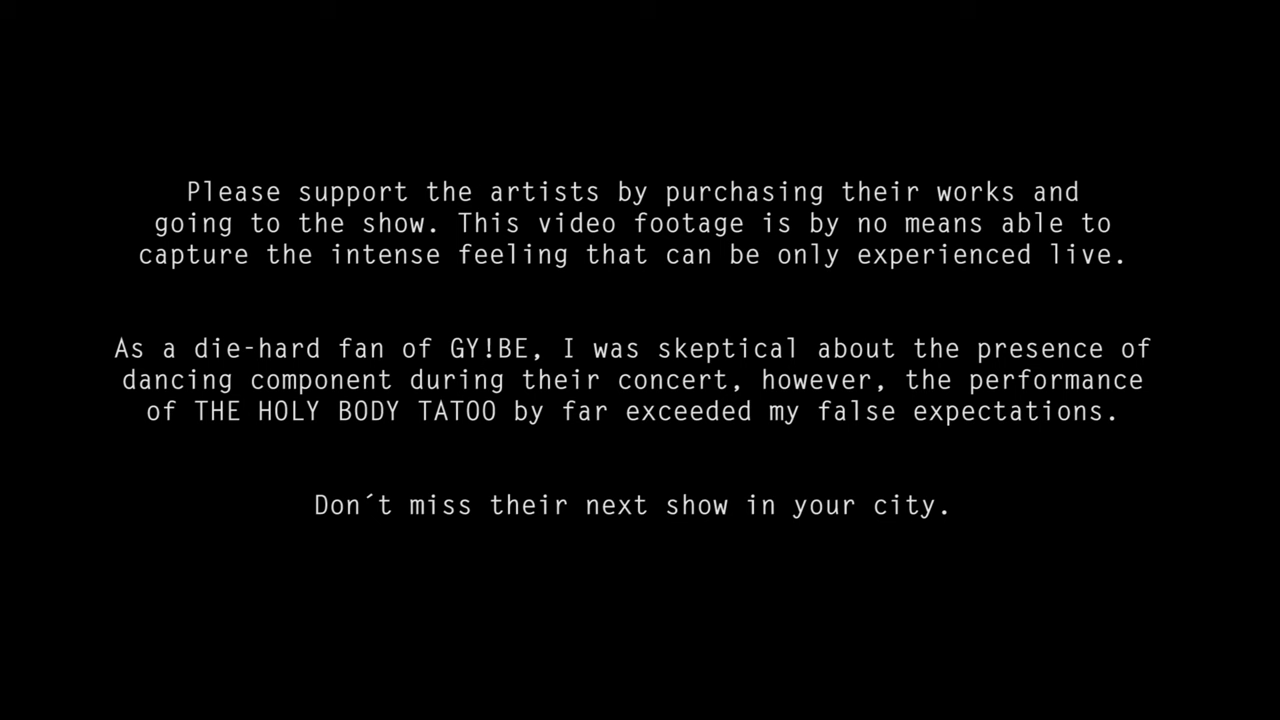 Please support the artists by purchasing their works and
going to the show. This video footage is by no means able to
capture the intense feeling that can be only experienced live.
As a die-hard fan of GY!BE, I was skeptical about the presence of
dancing component during their concert, however, the performance
of THE HOLY BODY TATOO by far exceeded my false expectations.
Don´t miss their next show in your city.